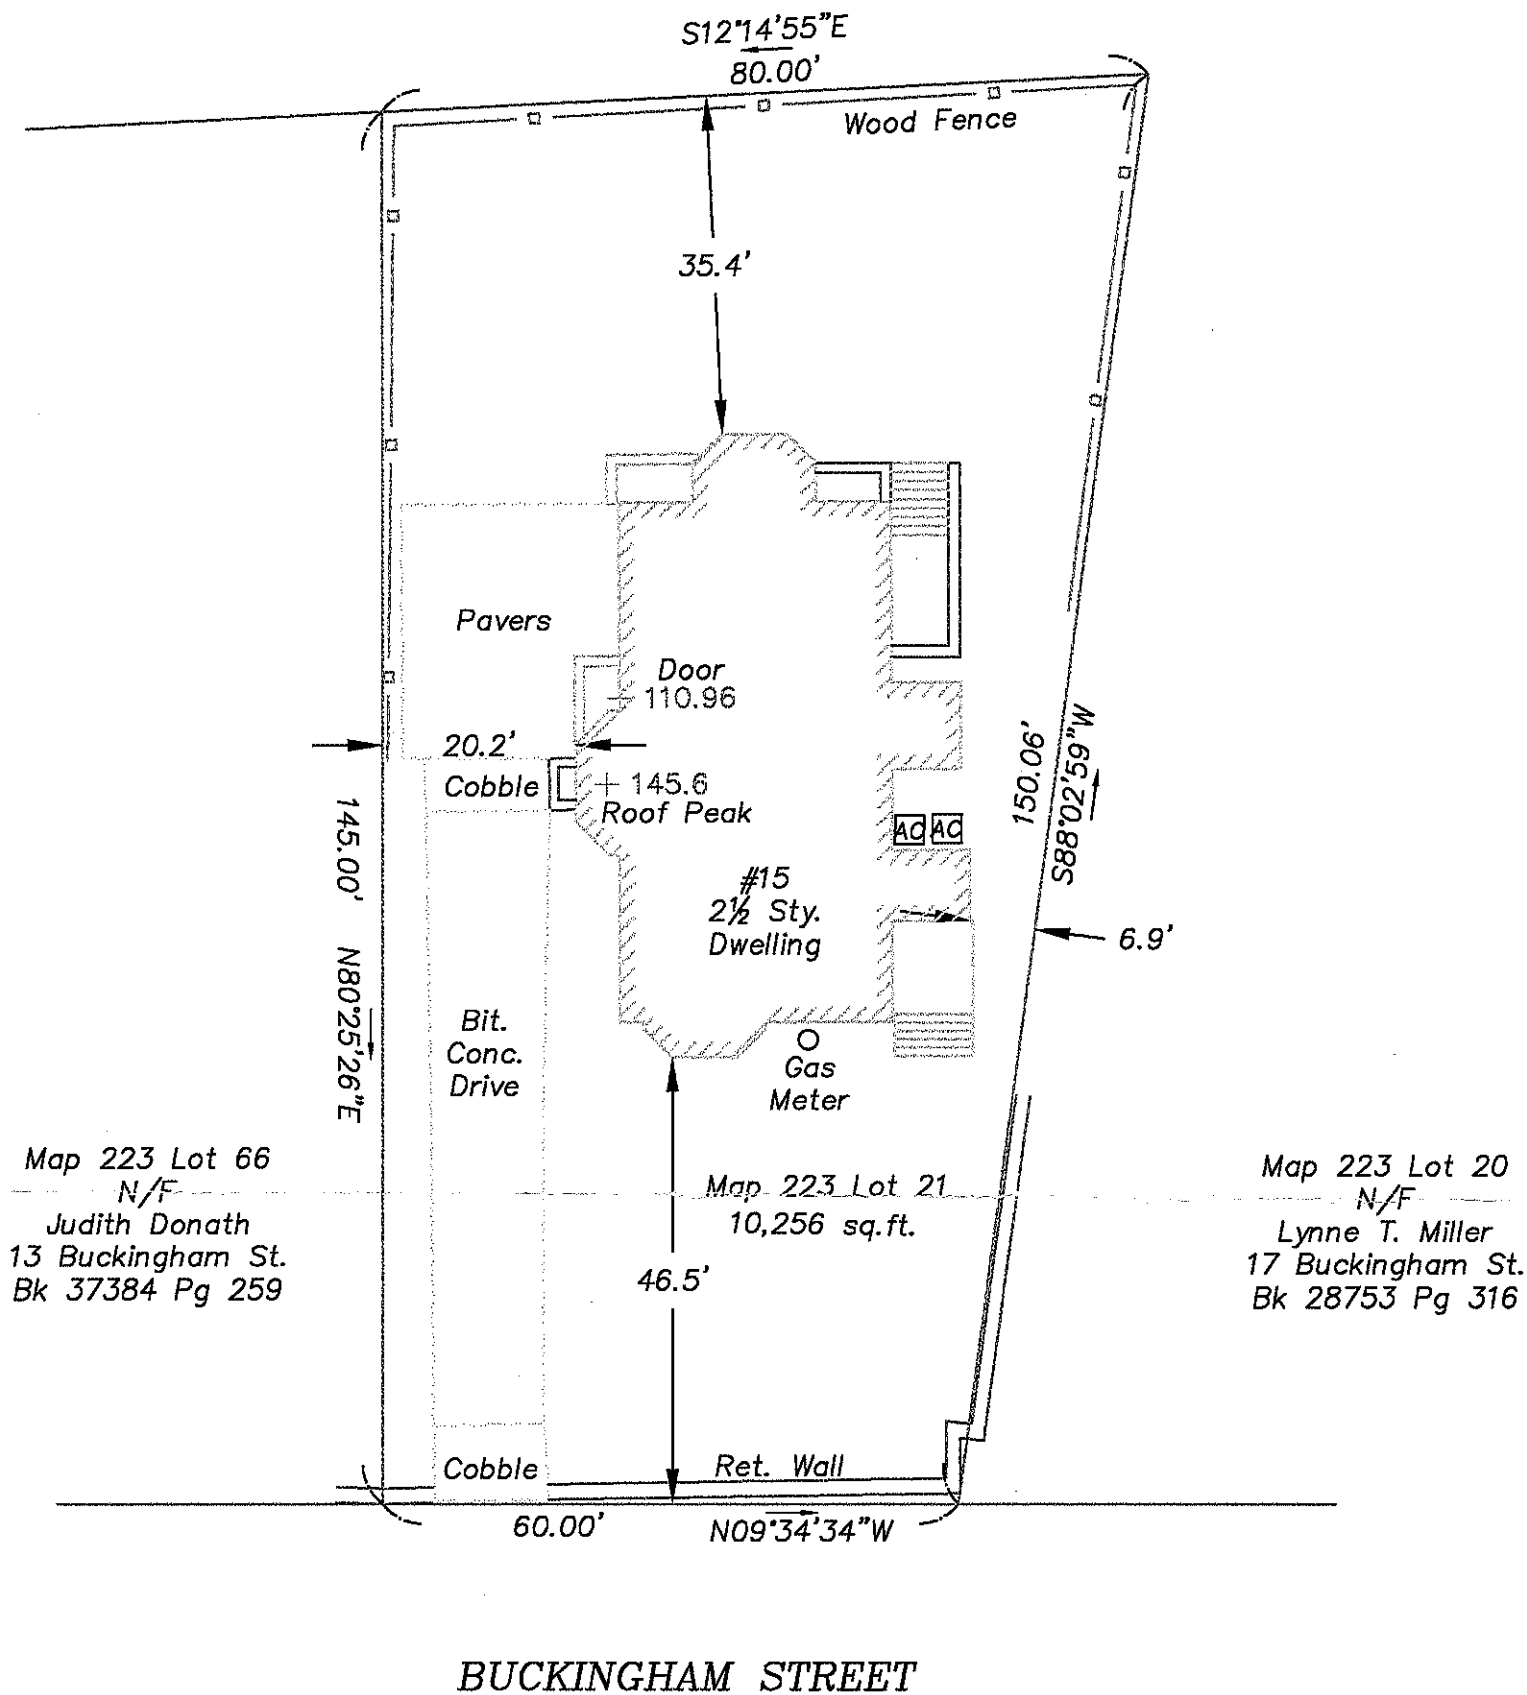 S12°14'55"E
80.00'
Wood Fence
35.4'
Pavers
Door
110.96
20.2'
Cobble
145.6
Roof Peak
AC AC
150.06'
S88°02'59"W
145.00'
N80°25'26"E
#15
2½ Sty.
Dwelling
6.9'
Bit.
Conc.
Drive
Gas
Meter
Map 223 Lot 66
N/F
Judith Donath
13 Buckingham St.
Bk 37384 Pg 259
Map 223 Lot 21
10,256 sq.ft.
Map 223 Lot 20
N/F
Lynne T. Miller
17 Buckingham St.
Bk 28753 Pg 316
46.5'
Cobble
Ret. Wall
60.00'
N09°34'34"W
BUCKINGHAM STREET